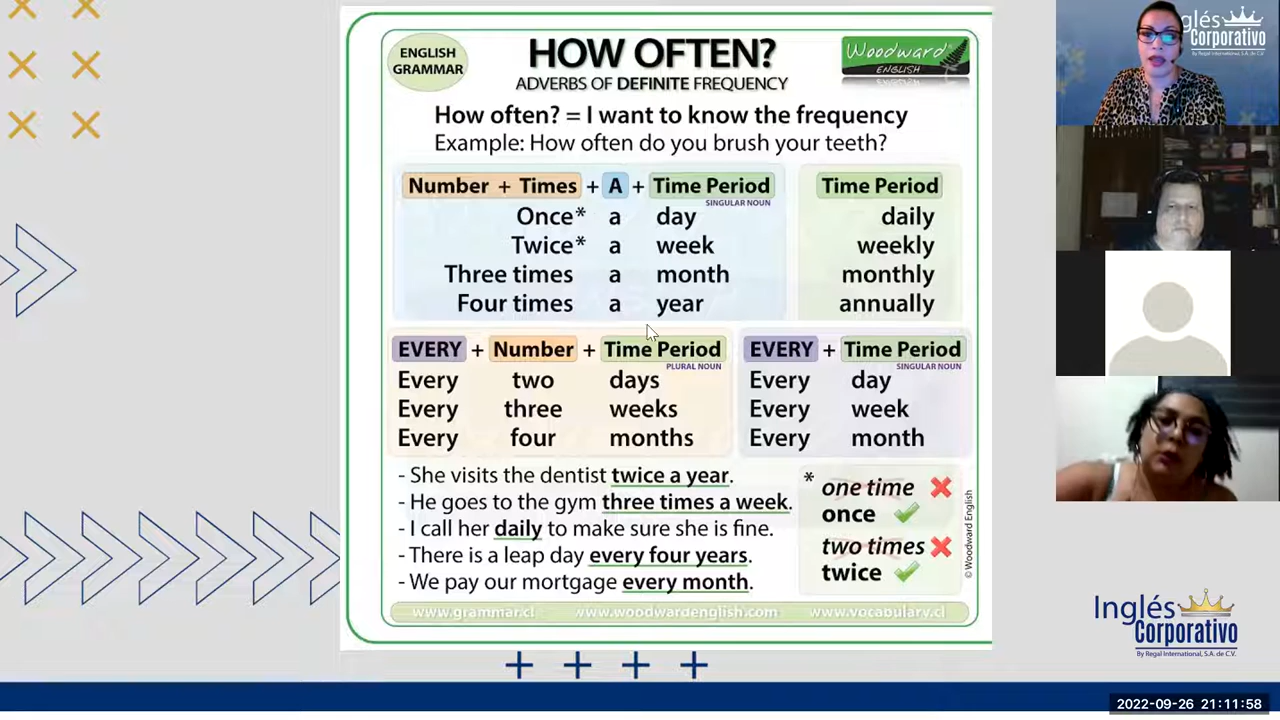 ENGLISH
GRAMMAR
HOW OFTEN?
ADVERBS OF DEFINITE FREQUENCY
Woodward
ENGLISH
How often? = I want to know the frequency
Example: How often do you brush your teeth?
Number + Times + A + Time Period
SINGULAR NOUN
Once* a day
Twice* a week
Three times a month
Four times a year
Time Period
daily
weekly
monthly
annually
EVERY + Number + Time Period
PLURAL NOUN
Every two days
Every three weeks
Every four months
EVERY + Time Period
SINGULAR NOUN
Every day
Every week
Every month
- She visits the dentist twice a year.
- He goes to the gym three times a week.
- I call her daily to make sure she is fine.
- There is a leap day every four years.
- We pay our mortgage every month.
* one time
once
two times
twice
© Woodward English
www.grammar.cl www.woodwardenglish.com www.vocabulary.cl
glés
Corporativo
By Regal International, S.A. de C.V.
Inglés
Corporativo
By Regal International, S.A. de C.V.
2022-09-26 21:11:58